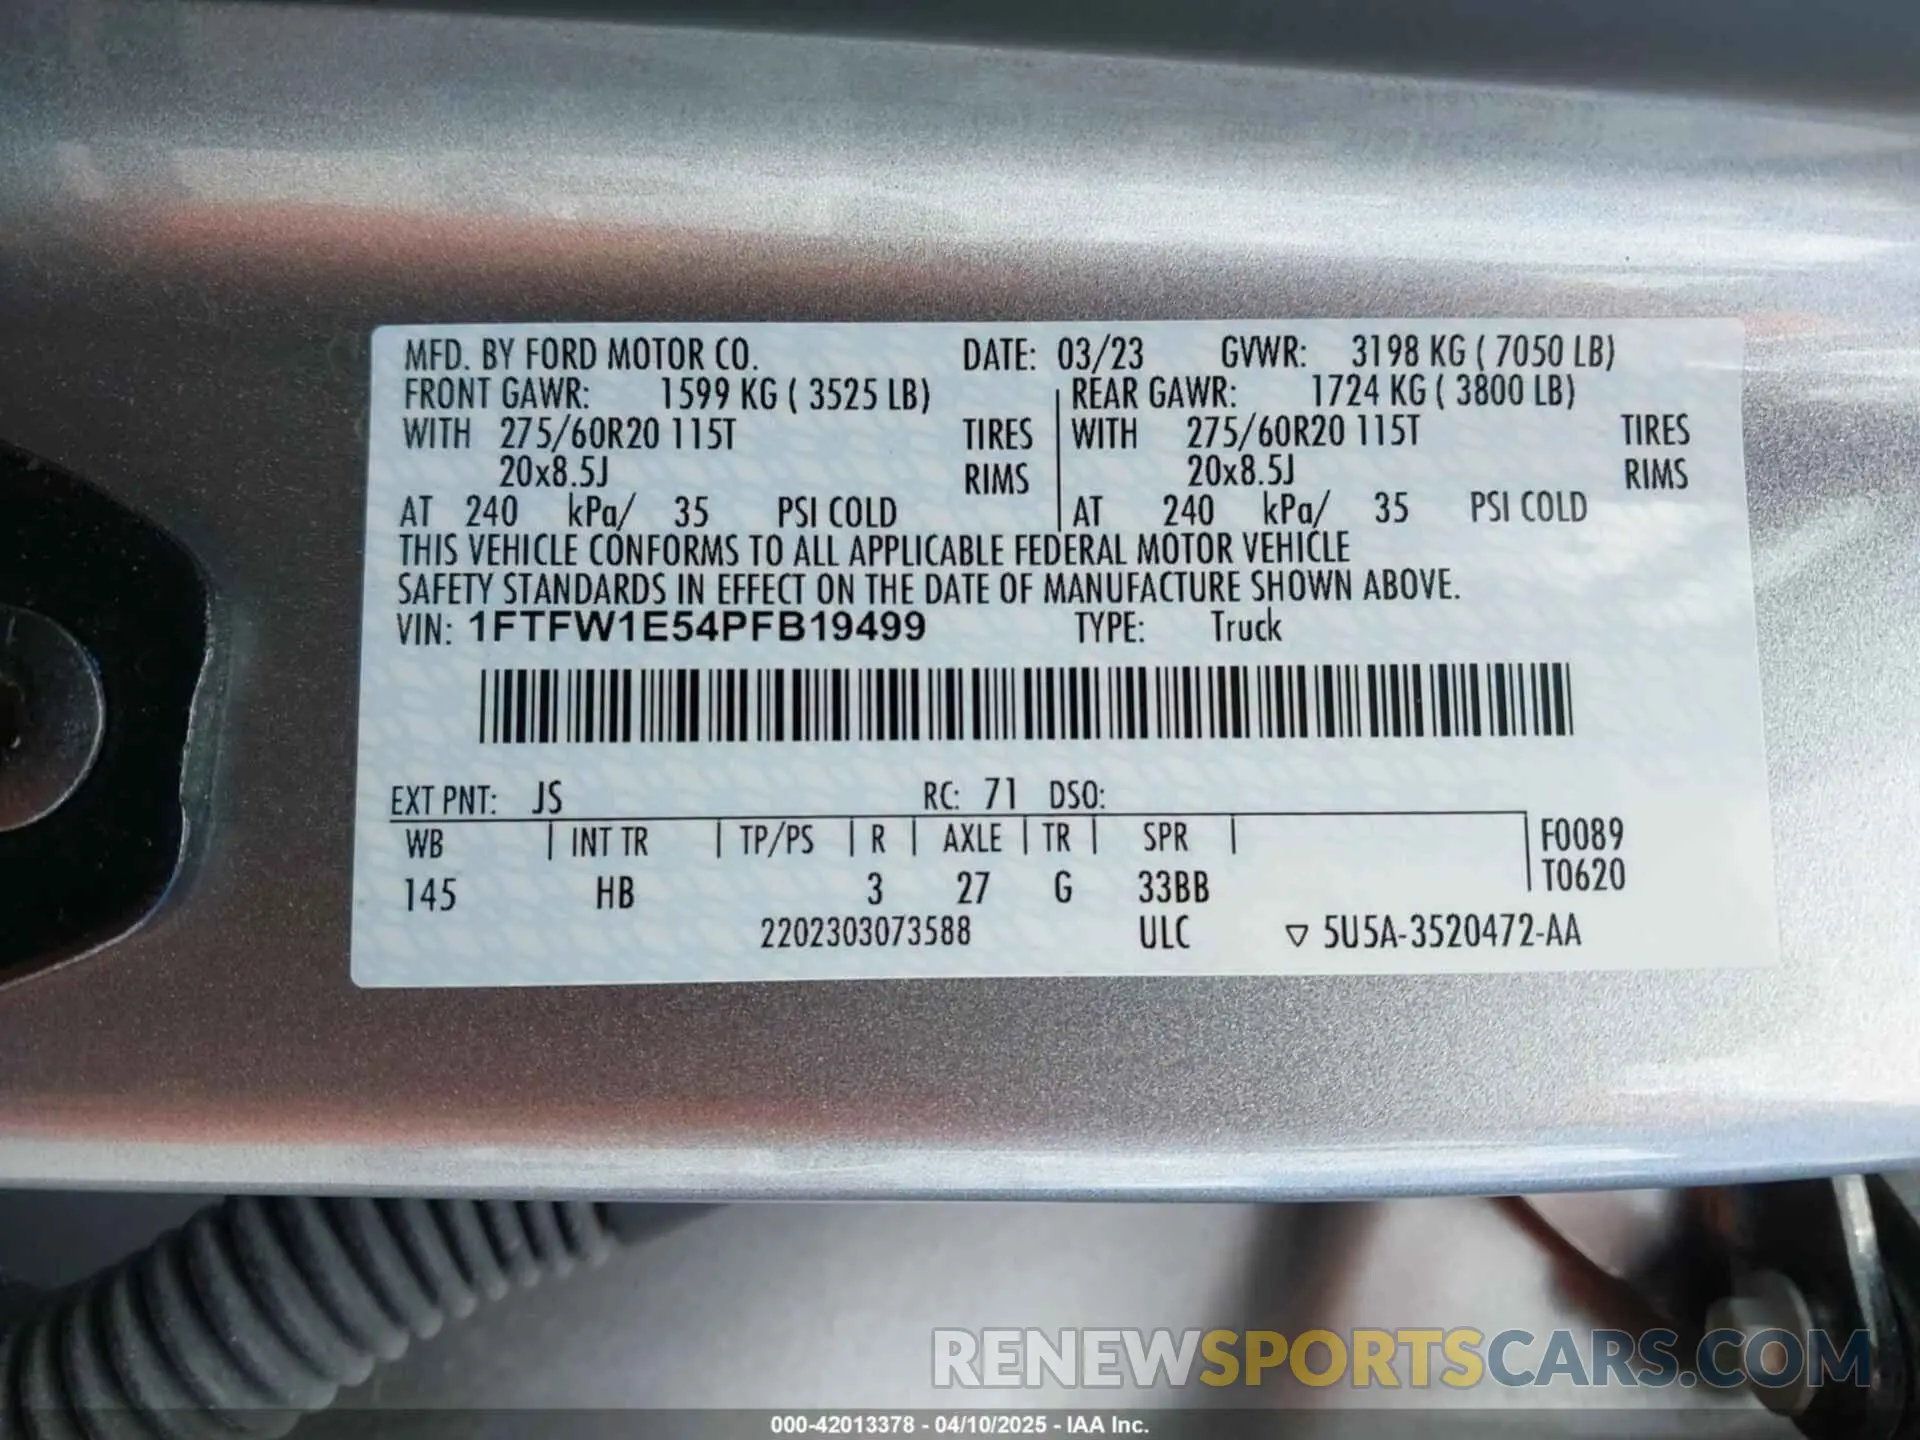 MFD. BY FORD MOTOR CO. DATE: 03/23 GVWR: 3198 KG ( 7050 LB)
FRONT GAWR: 1599 KG ( 3525 LB) REAR GAWR: 1724 KG ( 3800 LB)
WITH 275/60R20 115T TIRES WITH 275/60R20 115T TIRES
20x8.5J RIMS 20x8.5J RIMS
AT 240 kPa/ 35 PSI COLD AT 240 kPa/ 35 PSI COLD
THIS VEHICLE CONFORMS TO ALL APPLICABLE FEDERAL MOTOR VEHICLE
SAFETY STANDARDS IN EFFECT ON THE DATE OF MANUFACTURE SHOWN ABOVE.
VIN: 1FTFW1E54PFB19499 TYPE: Truck
EXT PNT: JS RC: 71 DSO:
WB INT TR TP/PS R AXLE TR SPR F0089
T0620
145 HB 3 27 G 33BB
2202303073588 ULC ▽ 5U5A-3520472-AA
RENEWSPORTSCARS.COM
000-42013378 - 04/10/2025 - IAA Inc.